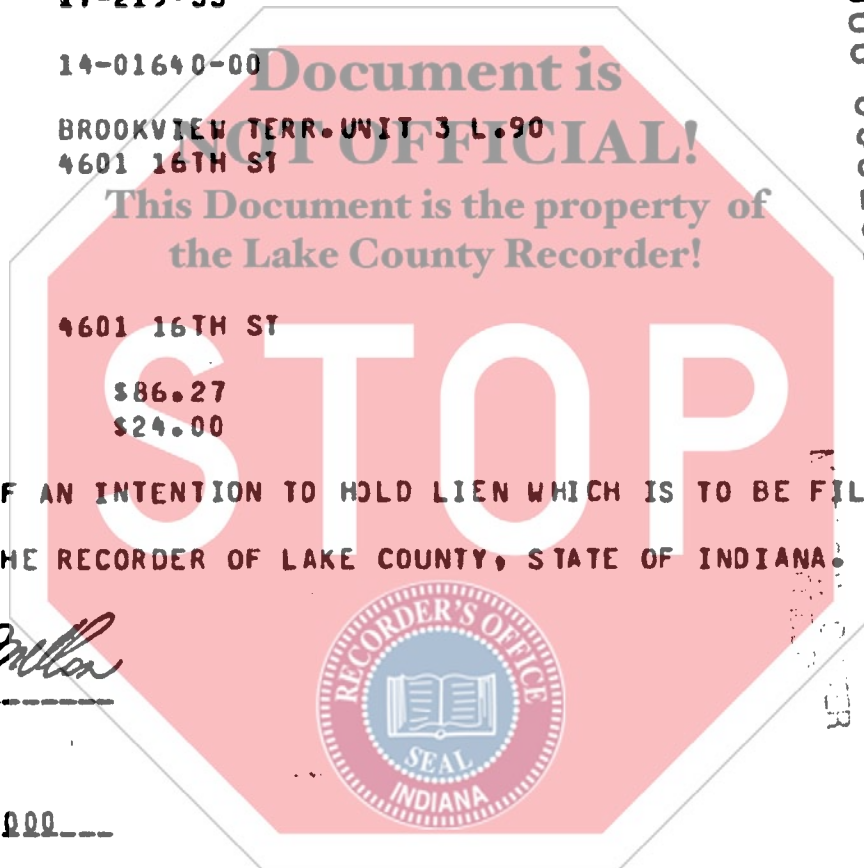 14-01640-00
Document is
BROOKVIEW TERR.UNIT 3 L.90
NOT OFFICIAL!
4601 16TH ST
This Document is the property of
the Lake County Recorder!
4601 16TH ST
STOP
$86.27
$24.00
F AN INTENTION TO HOLD LIEN WHICH IS TO BE FIL
HE RECORDER OF LAKE COUNTY, STATE OF INDIANA.
RECORDER'S OFFICE
SEAL
INDIANA